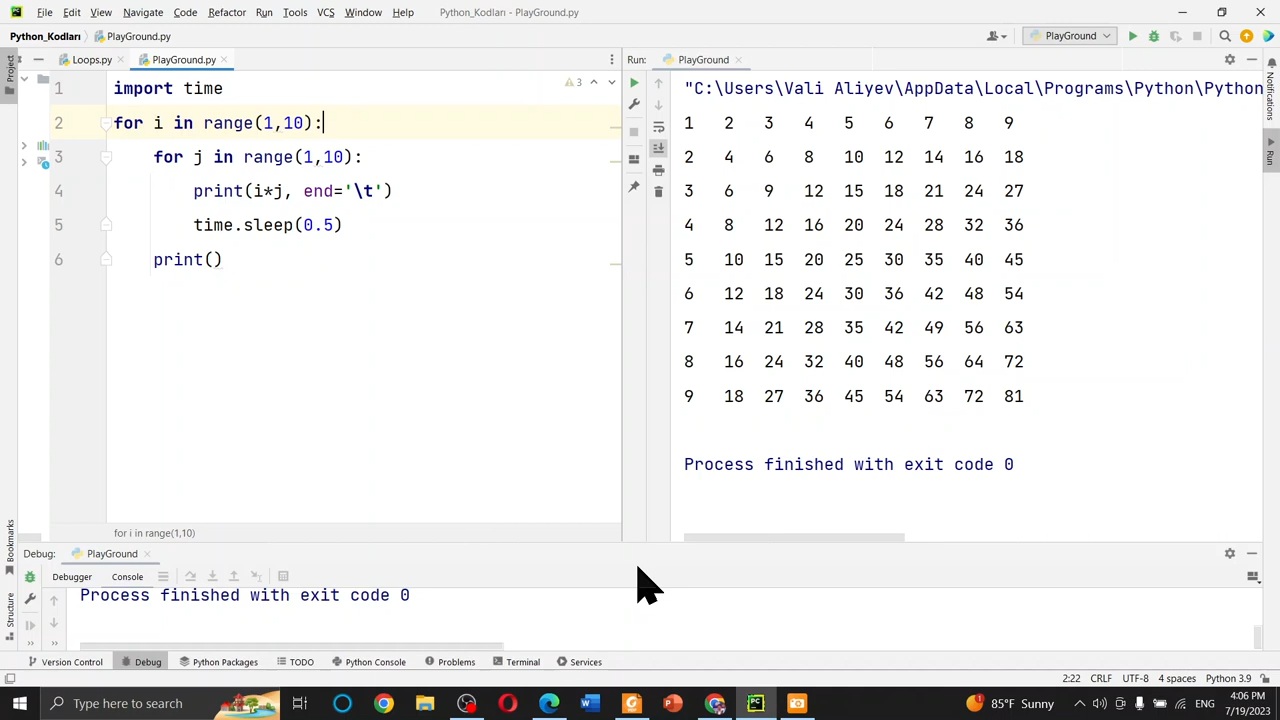 File Edit View Navigate Code Refactor Run Tools VCS Window Help Python_Kodları - PlayGround.py
Python_Kodları PlayGround.py PlayGround
Project
Loops.py PlayGround.py
3
1 import time
2 for i in range(1,10):
3 for j in range(1,10):
4 print(i*j, end='\t')
5 time.sleep(0.5)
6 print()
for i in range(1,10)
Run: PlayGround
"C:\Users\Vali Aliyev\AppData\Local\Programs\Python\Python
1 2 3 4 5 6 7 8 9
2 4 6 8 10 12 14 16 18
3 6 9 12 15 18 21 24 27
4 8 12 16 20 24 28 32 36
5 10 15 20 25 30 35 40 45
6 12 18 24 30 36 42 48 54
7 14 21 28 35 42 49 56 63
8 16 24 32 40 48 56 64 72
9 18 27 36 45 54 63 72 81
Process finished with exit code 0
Notifications
Run
Bookmarks
Structure
Debug: PlayGround
Debugger Console
Process finished with exit code 0
Version Control Debug Python Packages TODO Python Console Problems Terminal Services
2:22 CRLF UTF-8 4 spaces Python 3.9
Type here to search
85°F Sunny
4:06 PM
7/19/2023